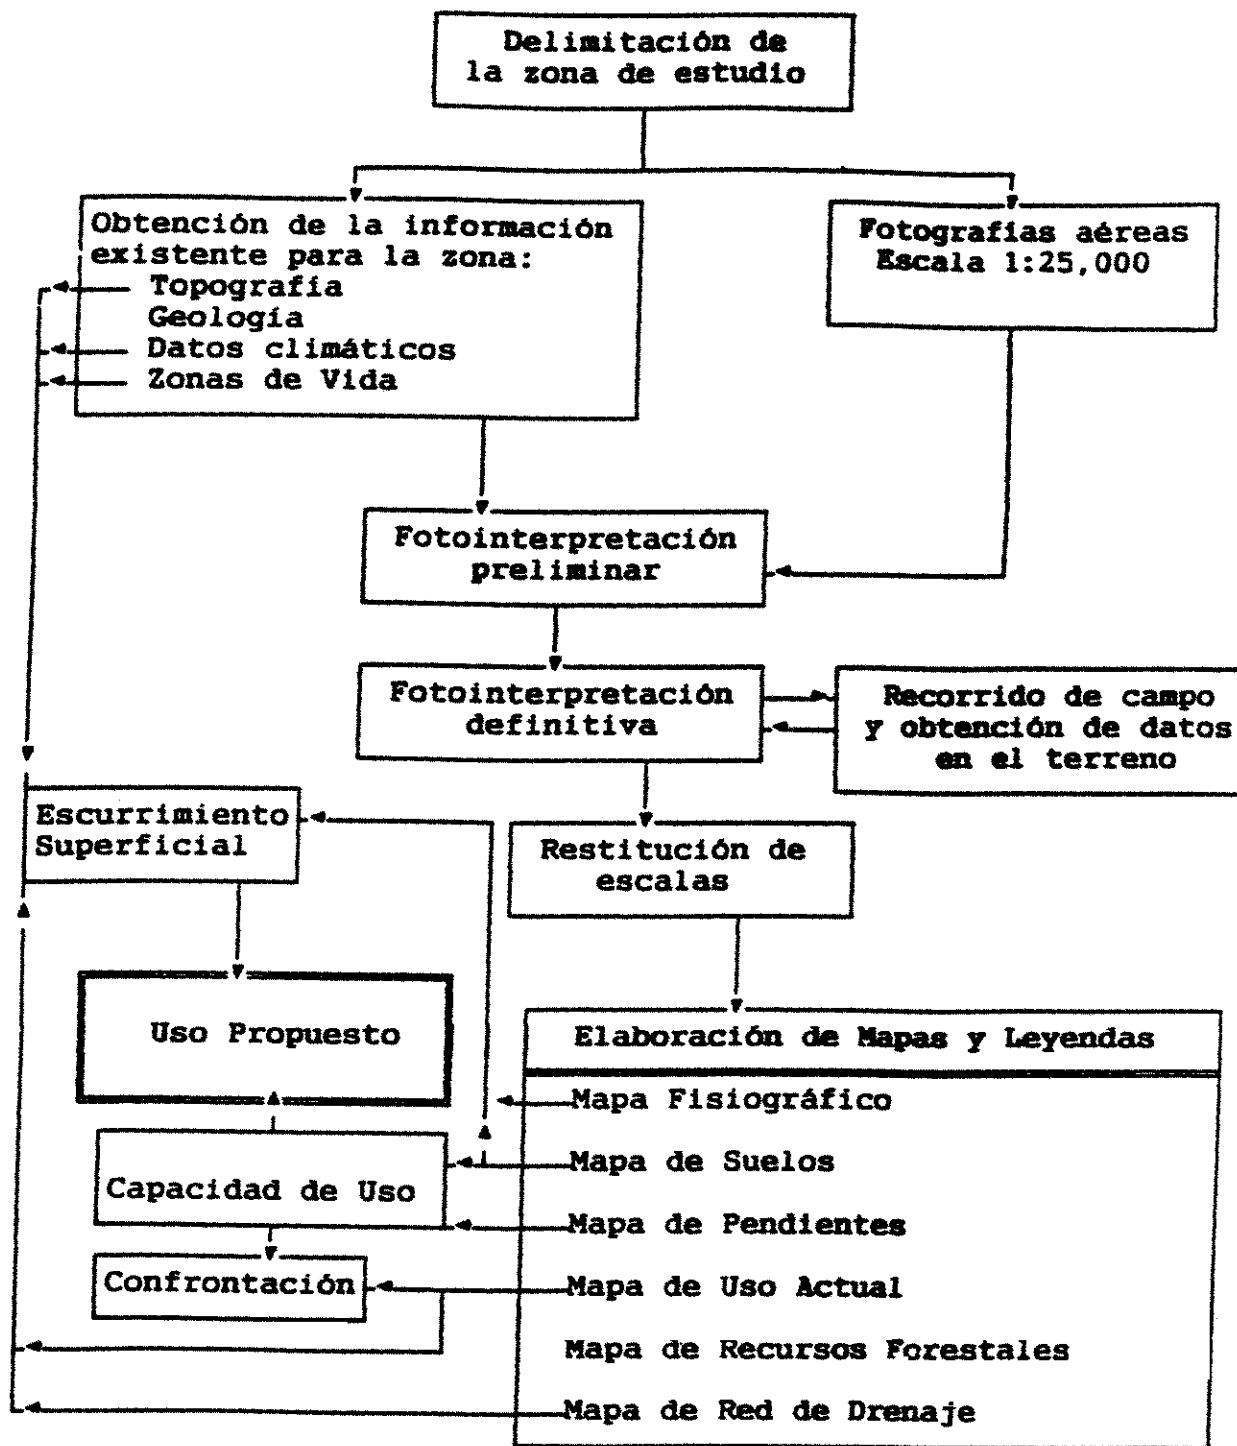 Delimitación de
la zona de estudio
Obtención de la información
existente para la zona:
Topografía
Geología
Datos climáticos
Zonas de Vida
Fotografías aéreas
Escala 1:25,000
Fotointerpretación
preliminar
Fotointerpretación
definitiva
Recorrido de campo
y obtención de datos
en el terreno
Escurrimiento
Superficial
Restitución de
escalas
Uso Propuesto
Capacidad de Uso
Confrontación
Elaboración de Mapas y Leyendas
Mapa Fisiográfico
Mapa de Suelos
Mapa de Pendientes
Mapa de Uso Actual
Mapa de Recursos Forestales
Mapa de Red de Drenaje